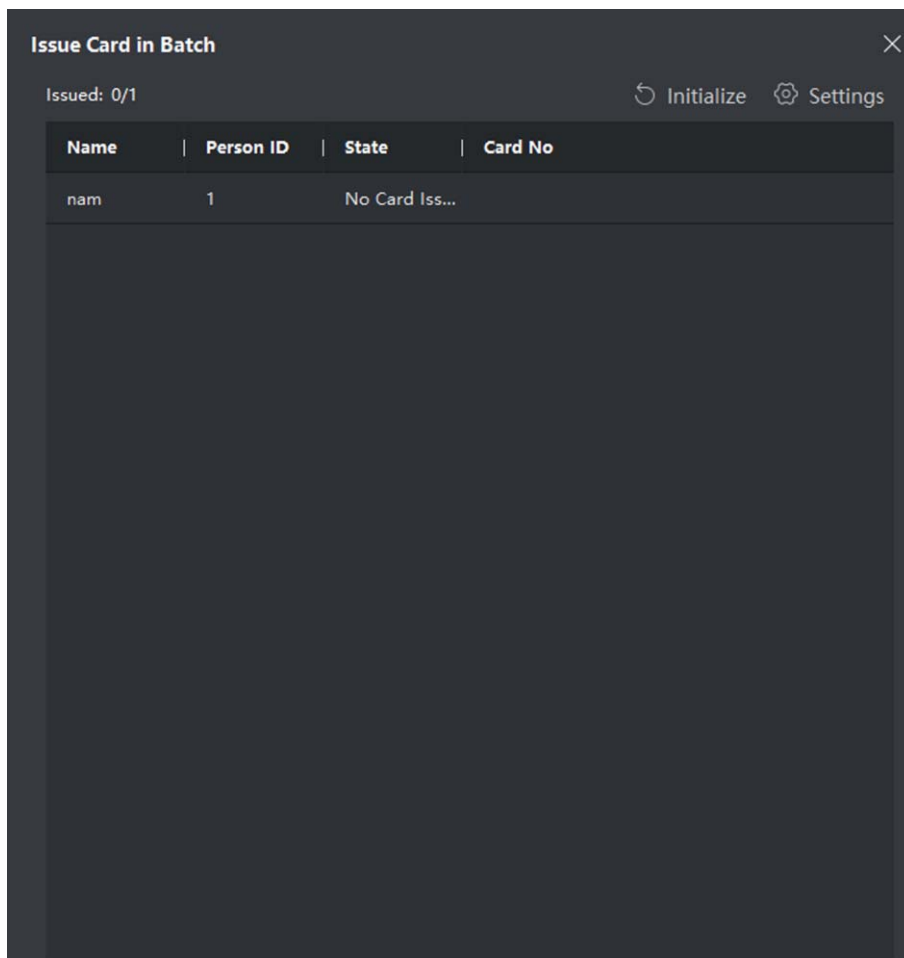 Issue Card in Batch
Issued: 0/1 Initialize Settings
Name | Person ID | State | Card No
nam 1 No Card Iss...